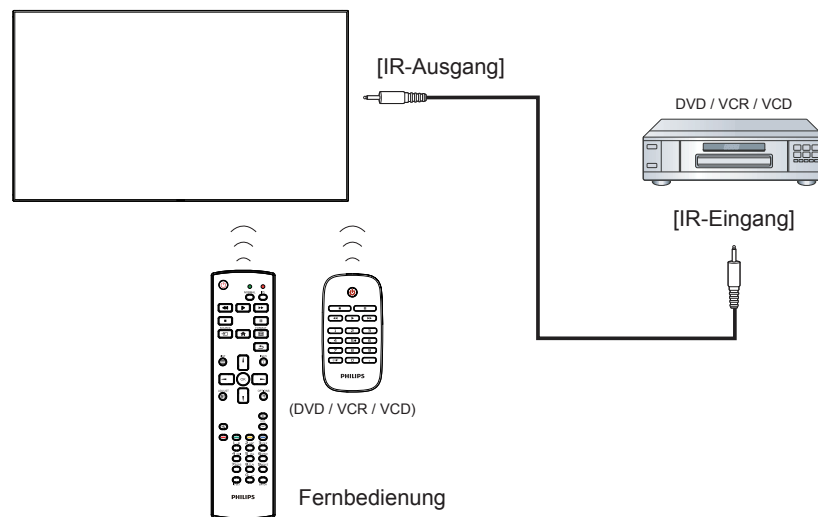 [IR-Ausgang]
DVD / VCR / VCD
[IR-Eingang]
PHILIPS
(DVD / VCR / VCD)
PHILIPS
Fernbedienung